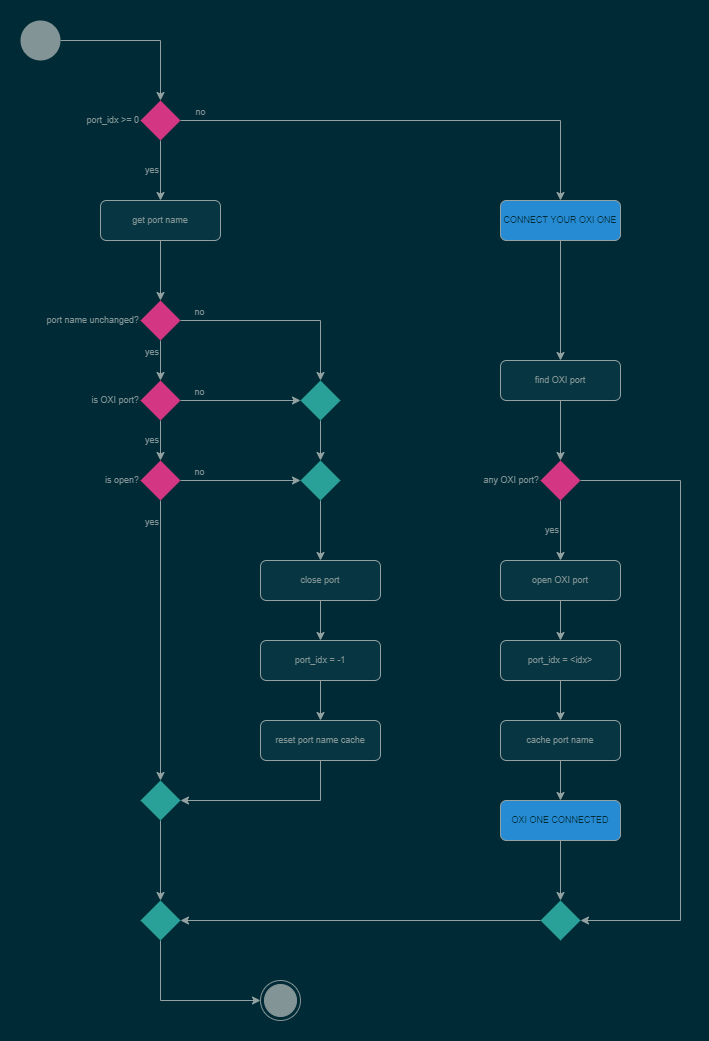 port_idx >= 0
no
yes
get port name
CONNECT YOUR OXI ONE
port name unchanged?
no
yes
find OXI port
is OXI port?
no
yes
is open?
no
any OXI port?
yes
yes
close port
open OXI port
port_idx = -1
port_idx = <idx>
reset port name cache
cache port name
OXI ONE CONNECTED